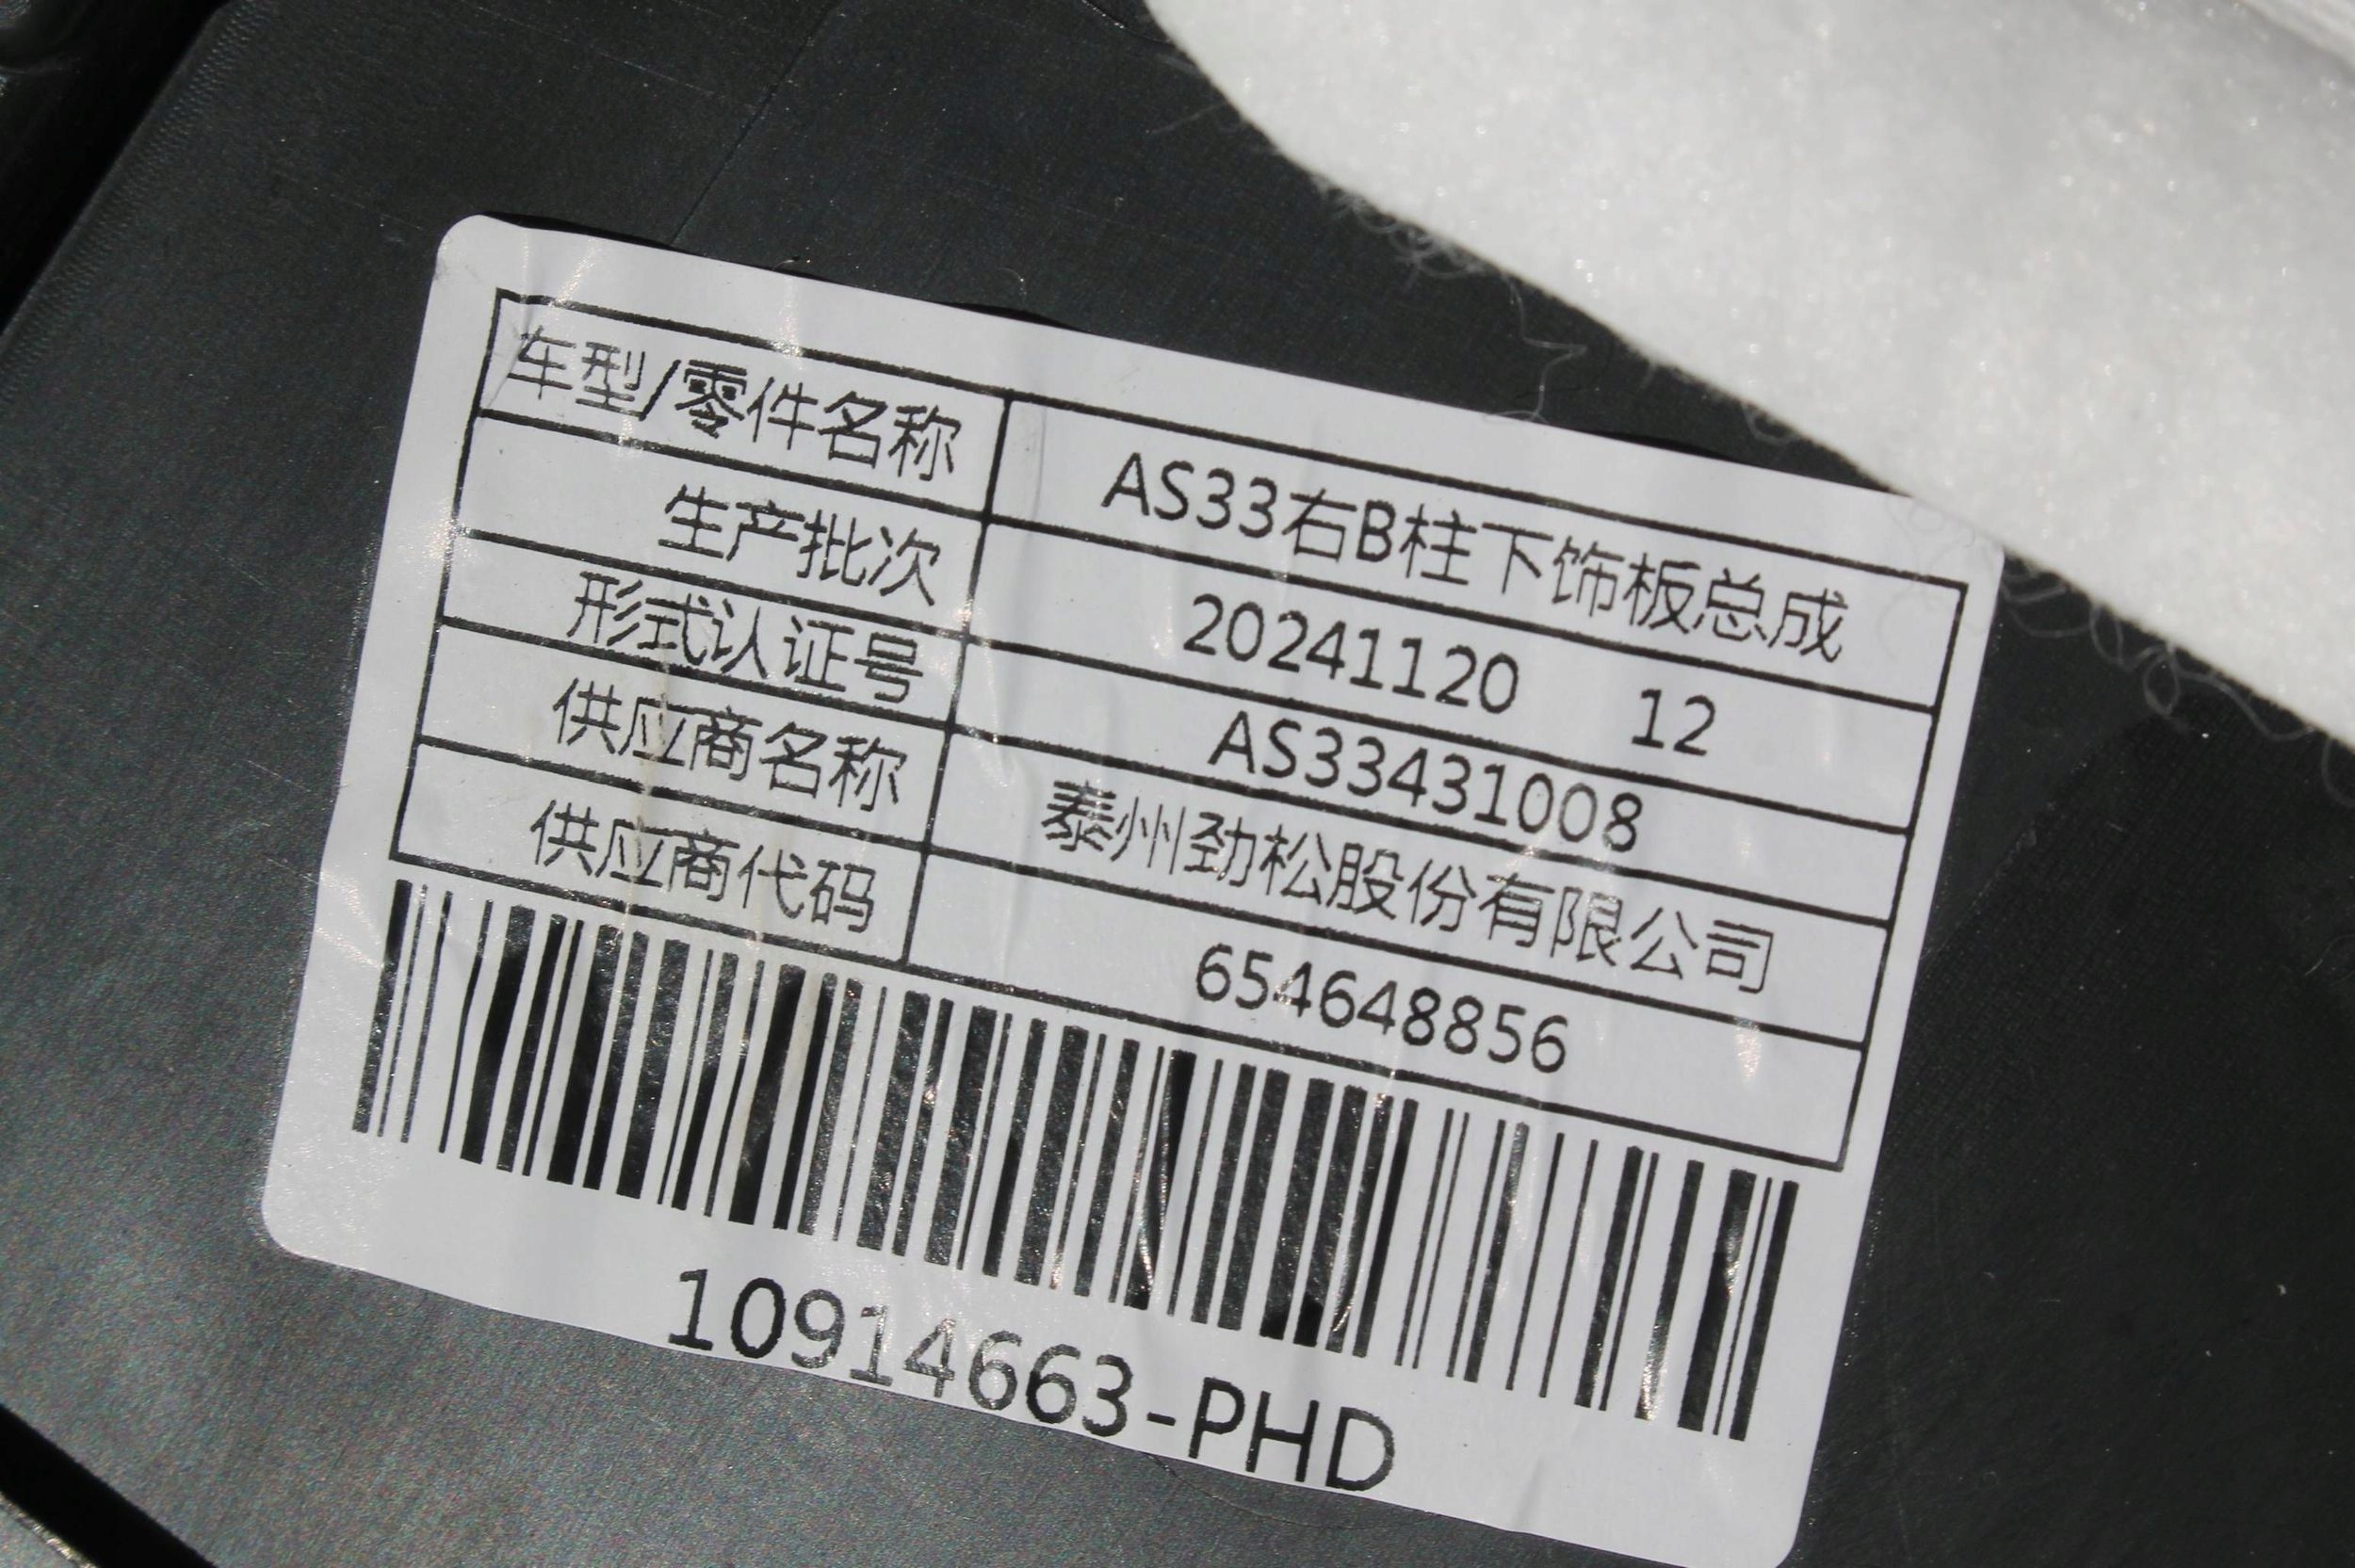 车型/零件名称 AS33右B柱下饰板总成
生产批次 20241120 12
形式认证号 AS33431008
供应商名称 泰州劲松股份有限公司
供应商代码 654648856
10914663-PHD